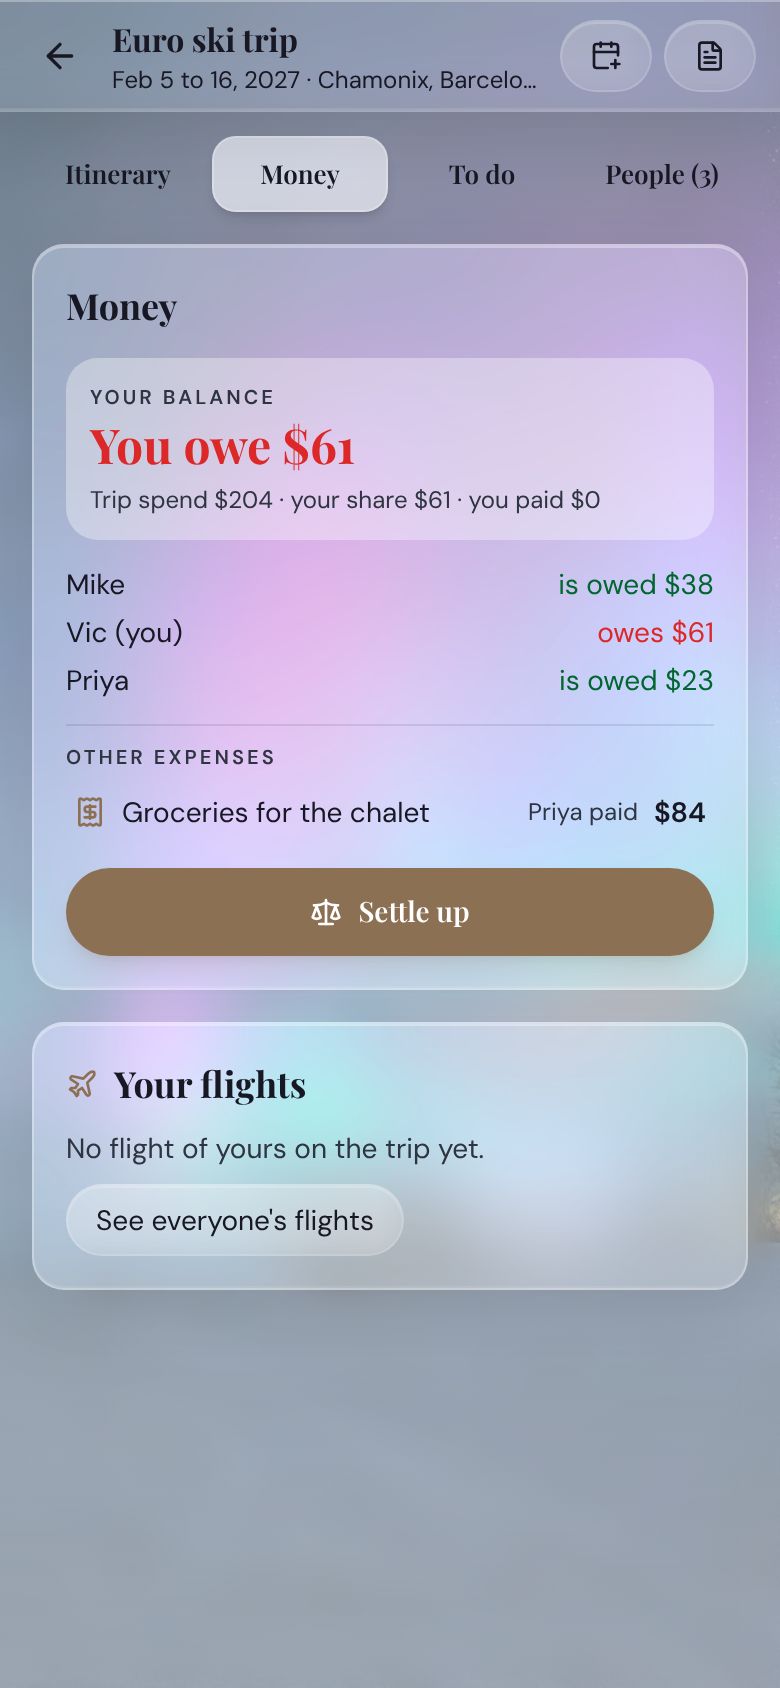 Euro ski trip
Feb 5 to 16, 2027 · Chamonix, Barcelo...
Itinerary
Money
To do
People (3)
Money
YOUR BALANCE
You owe $61
Trip spend $204 · your share $61 · you paid $0
Mike is owed $38
Vic (you) owes $61
Priya is owed $23
OTHER EXPENSES
Groceries for the chalet Priya paid $84
Settle up
Your flights
No flight of yours on the trip yet.
See everyone's flights